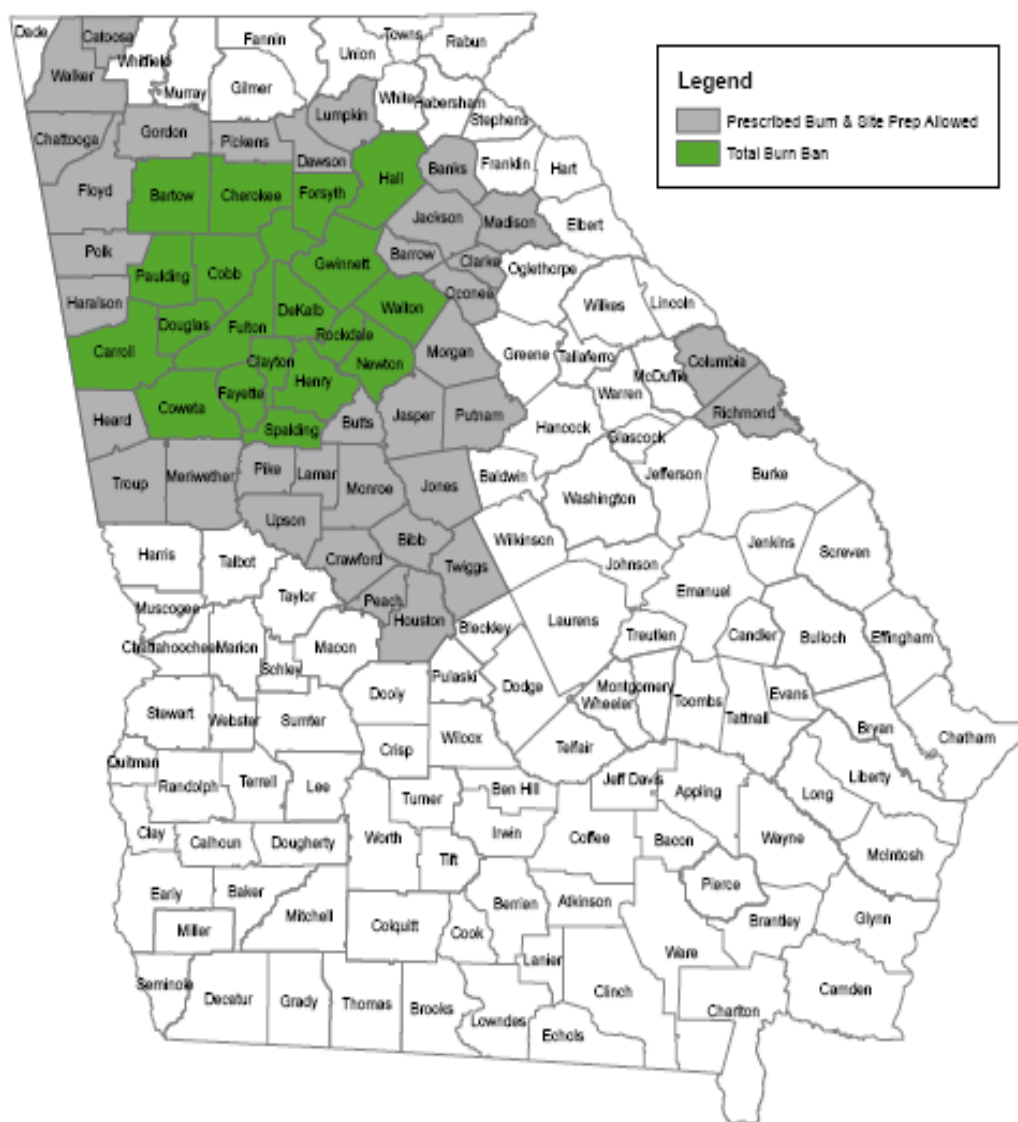 Dade
Catoosa
Fannin
Towns
Rabun
Union
Whitfield
Walker
Murray
Gilmer
White
Habersham
Legend
Stephens
Lumpkin
Prescribed Burn & Site Prep Allowed
Chattooga
Gordon
Pickens
Dawson
Total Burn Ban
Hall
Banks
Franklin
Hart
Floyd
Bartow
Cherokee
Forsyth
Jackson
Madison
Elbert
Polk
Barrow
Clarke
Oglethorpe
Paulding
Cobb
Gwinnett
Oconee
Haralson
DeKalb
Walton
Wilkes
Lincoln
Douglas
Fulton
Rockdale
Carroll
Clayton
Morgan
Greene
Taliaferro
Columbia
McDuffie
Newton
Henry
Fayette
Warren
Coweta
Heard
Spalding
Butts
Jasper
Putnam
Richmond
Hancock
Glascock
Troup
Meriwether
Pike
Lamar
Monroe
Jones
Baldwin
Jefferson
Burke
Washington
Upson
Bibb
Wilkinson
Jenkins
Screven
Harris
Talbot
Crawford
Twiggs
Johnson
Emanuel
Taylor
Peach
Muscogee
Houston
Bleckley
Laurens
Treutlen
Candler
Bulloch
Effingham
Chattahoochee
Marion
Macon
Schley
Pulaski
Dooly
Dodge
Montgomery
Wheeler
Toombs
Evans
Tattnall
Stewart
Webster
Sumter
Bryan
Chatham
Crisp
Wilcox
Telfair
Quitman
Randolph
Terrell
Lee
Turner
Ben Hill
Jeff Davis
Appling
Long
Liberty
Clay
Calhoun
Dougherty
Worth
Irwin
Coffee
Bacon
Wayne
McIntosh
Tift
Early
Baker
Pierce
Miller
Mitchell
Colquitt
Cook
Berrien
Atkinson
Brantley
Glynn
Ware
Lanier
Seminole
Decatur
Grady
Thomas
Brooks
Lowndes
Clinch
Echols
Charlton
Camden